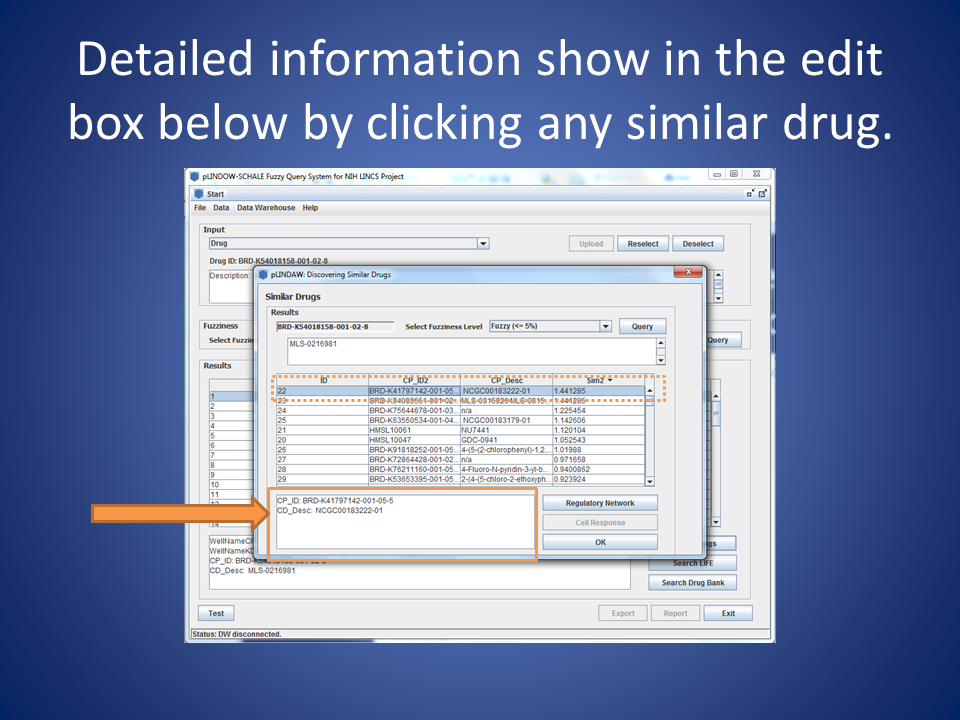 Detailed information show in the edit
box below by clicking any similar drug.
pLINDOW-SCHALE Fuzzy Query System for NIH LINCS Project
Start
File Data Data Warehouse Help
Input
Drug
Upload Reselect Deselect
Drug ID: BRD-K54018158-001-02-8
Description:
pLINDAW: Discovering Similar Drugs
Similar Drugs
Results
BRD-K54018158-001-02-8 Select Fuzziness Level Fuzzy (<= 5%) Query
MLS-0216981
Fuzziness
Select Fuzzin
Query
Results
ID CP_ID2 CP_Desc Sim2
22 BRD-K41797142-001-05... NCGC00183222-01 1.441285
23 1.441285
24 BRD-K75644678-001-03... n/a 1.225454
25 BRD-K63550534-001-04... NCGC00183179-01 1.142606
21 HMSL10061 NU7441 1.120104
20 HMSL10047 GDC-0941 1.052543
26 BRD-K91818252-001-05... 4-(5-(2-chlorophenyl)-1,2,... 1.01988
27 BRD-K72864428-001-02... n/a 0.971658
28 BRD-K76211160-001-05... 4-Fluoro-N-pyridin-3-yl-b... 0.9400862
29 BRD-K53653395-001-05... 2-(4-(5-chloro-2-ethoxyph... 0.923924
1
2
3
4
5
6
7
8
9
10
11
CP_ID: BRD-K41797142-001-05-5
CD_Desc: NCGC00183222-01
Regulatory Network
Cell Response
OK
WellNameCP
WellNameKD
CP_ID: BRD-K54018158-001-02-8
CD_Desc: MLS-0216981
Search LIFE
Search Drug Bank
Test Export Report Exit
Status: DW disconnected.